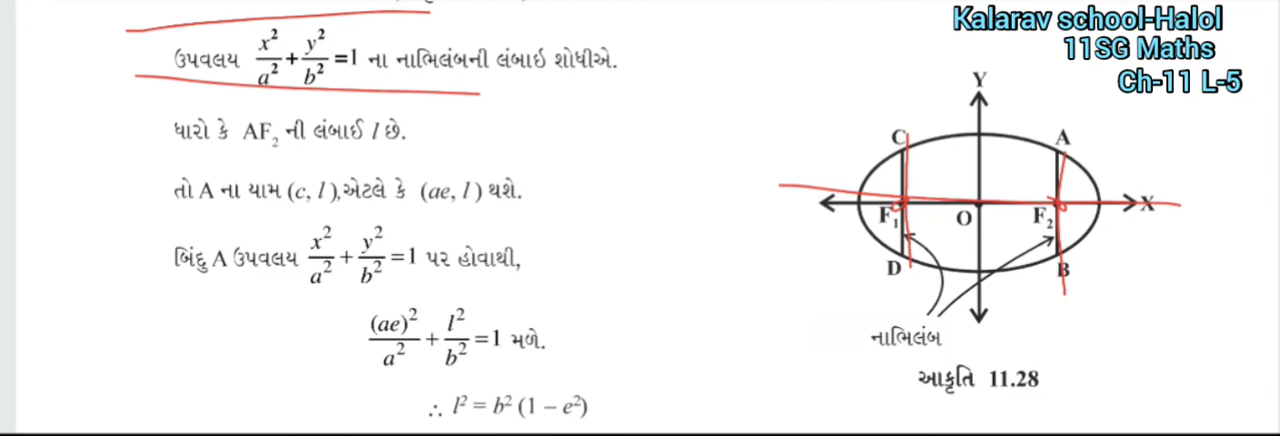 ઉપવલય x²/a² + y²/b² = 1 ના નાભિલંબની લંબાઇ શોધીએ.
ધારો કે AF₂ ની લંબાઈ l છે.
તો A ના યામ (c, l), એટલે કે (ae, l) થશે.
બિંદુ A ઉપવલય x²/a² + y²/b² = 1 પર હોવાથી,
(ae)²/a² + l²/b² = 1 મળે.
∴ l² = b² (1 – e²)
Kalarav school-Halol
11SG Maths
Ch-11 L-5
Y
C A
X
F₁ O F₂
D B
નાભિલંબ
આકૃતિ 11.28